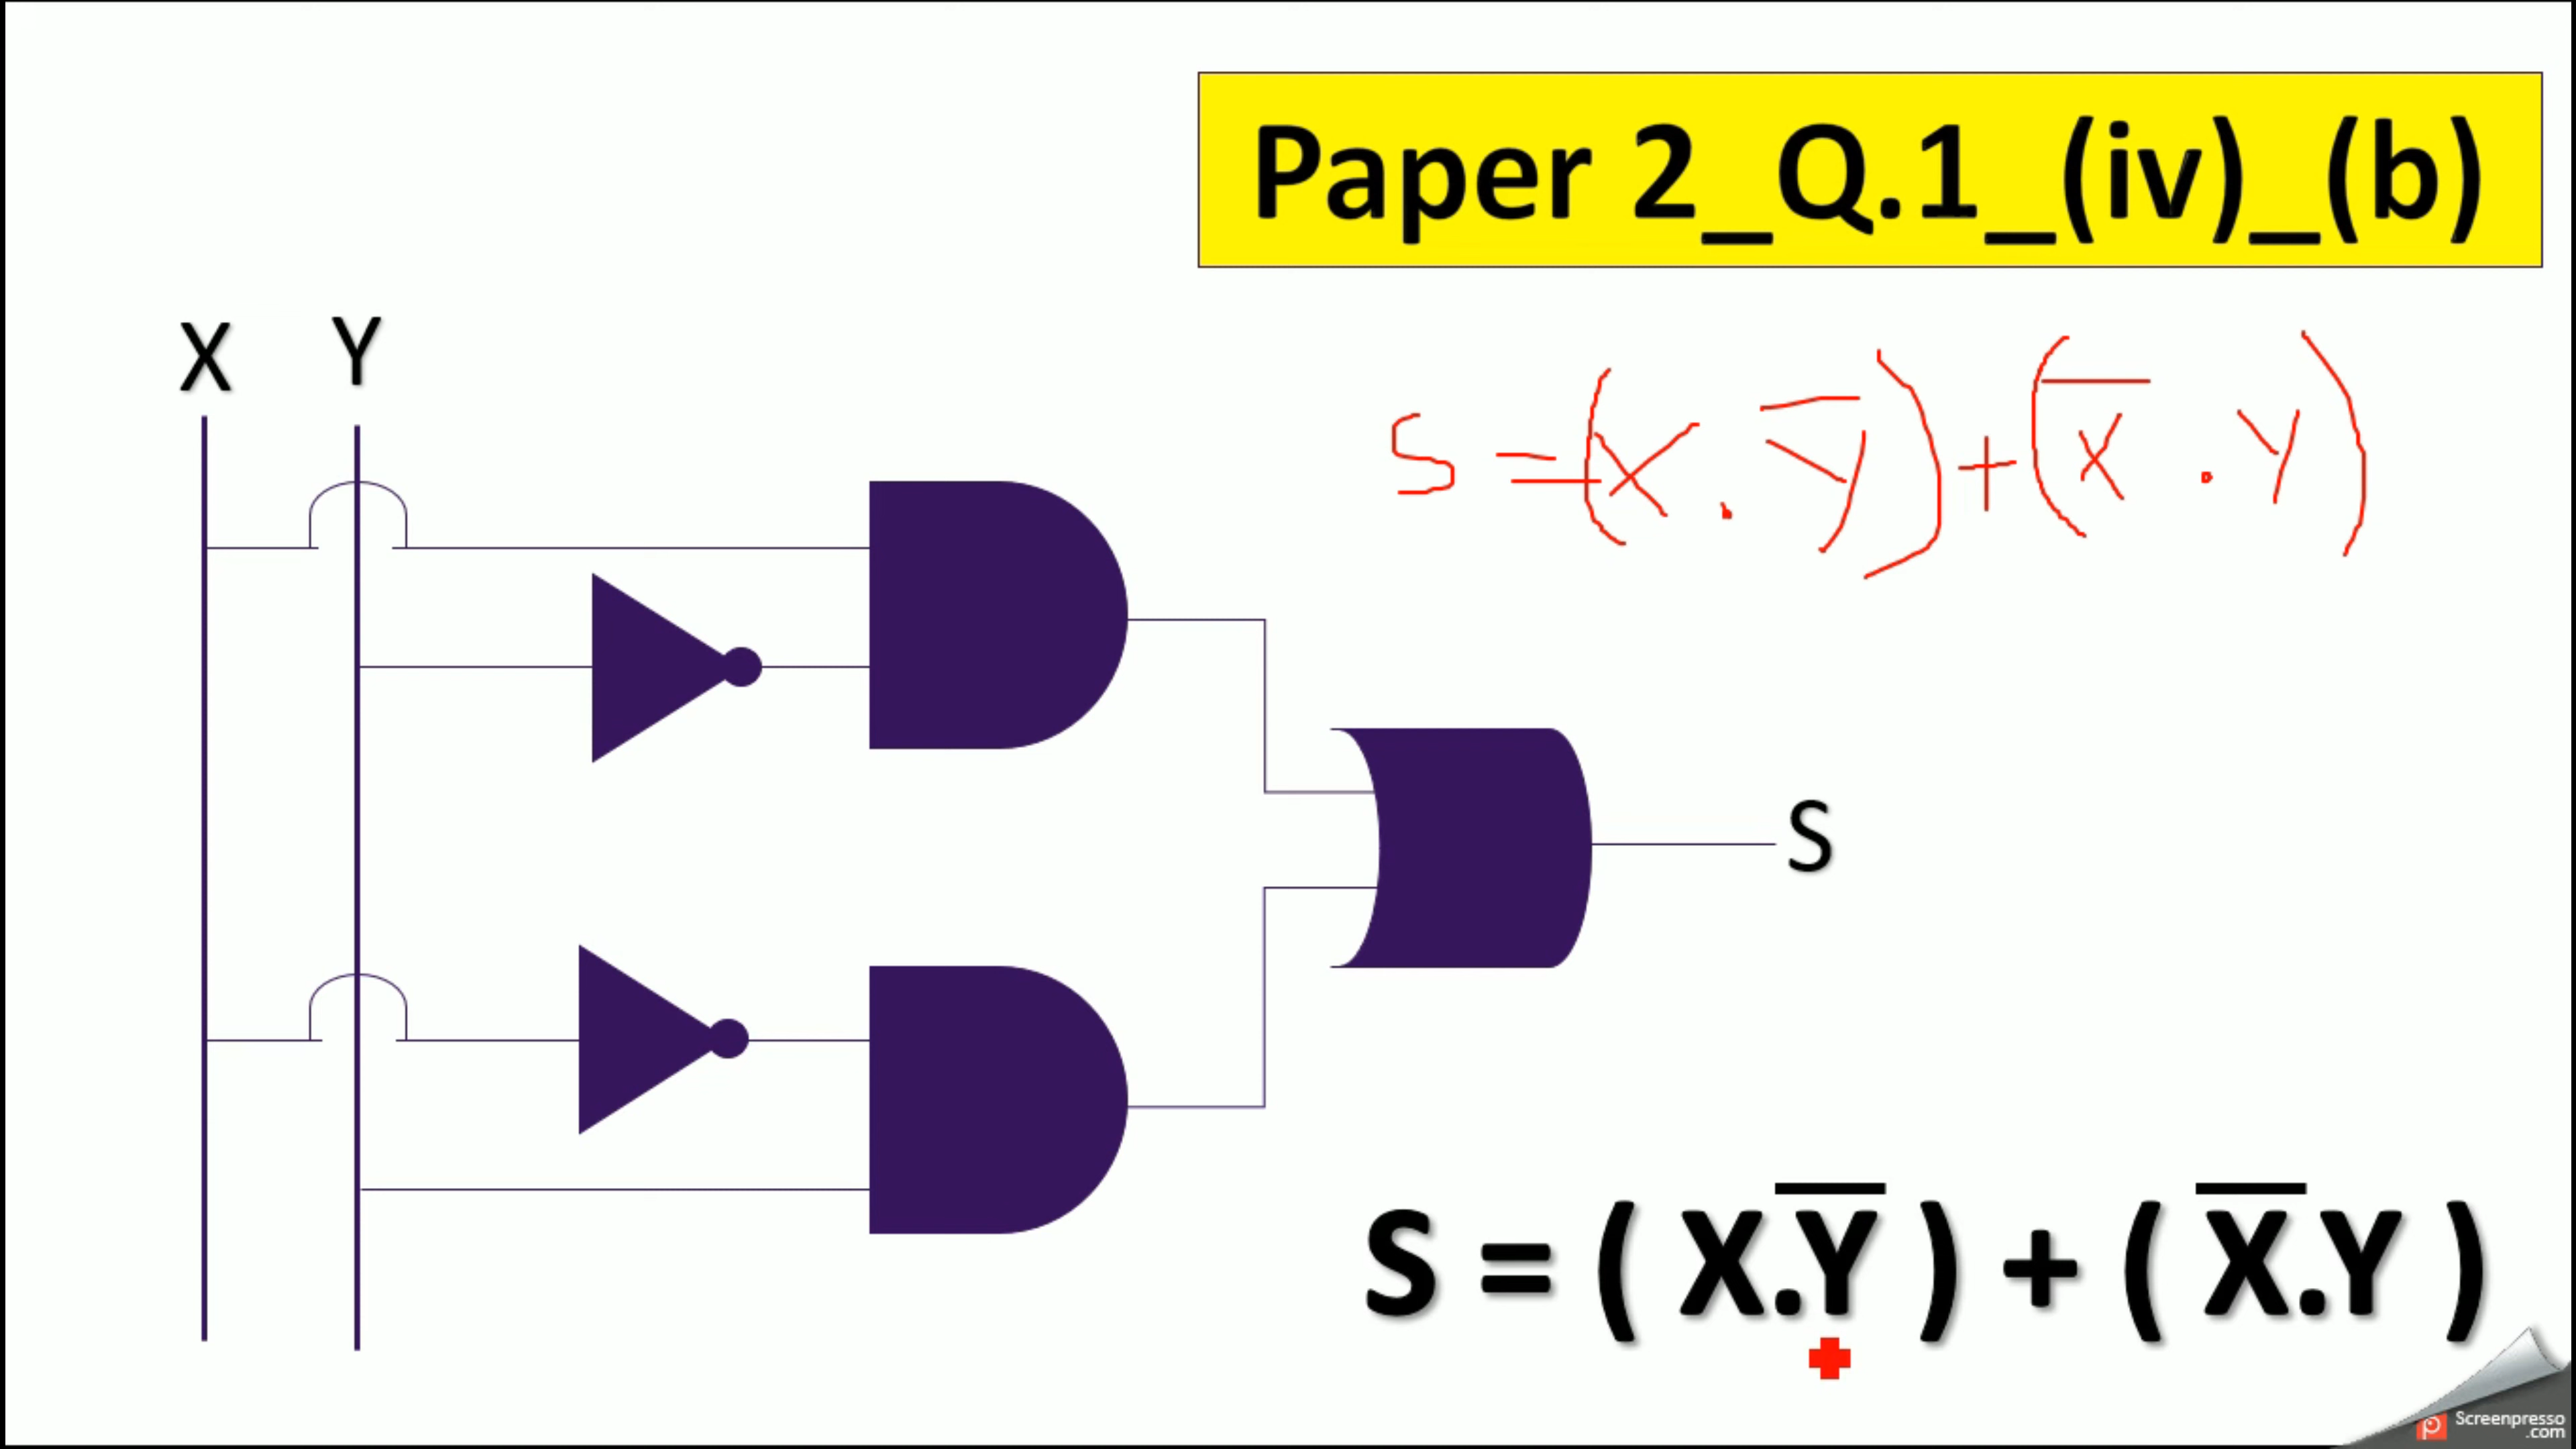 Paper 2_Q.1_(iv)_(b)
X Y
S = (X . Y̅) + (X̅ . Y)
S
S = ( X.Y̅ ) + ( X̅.Y )
Screenpresso
.com